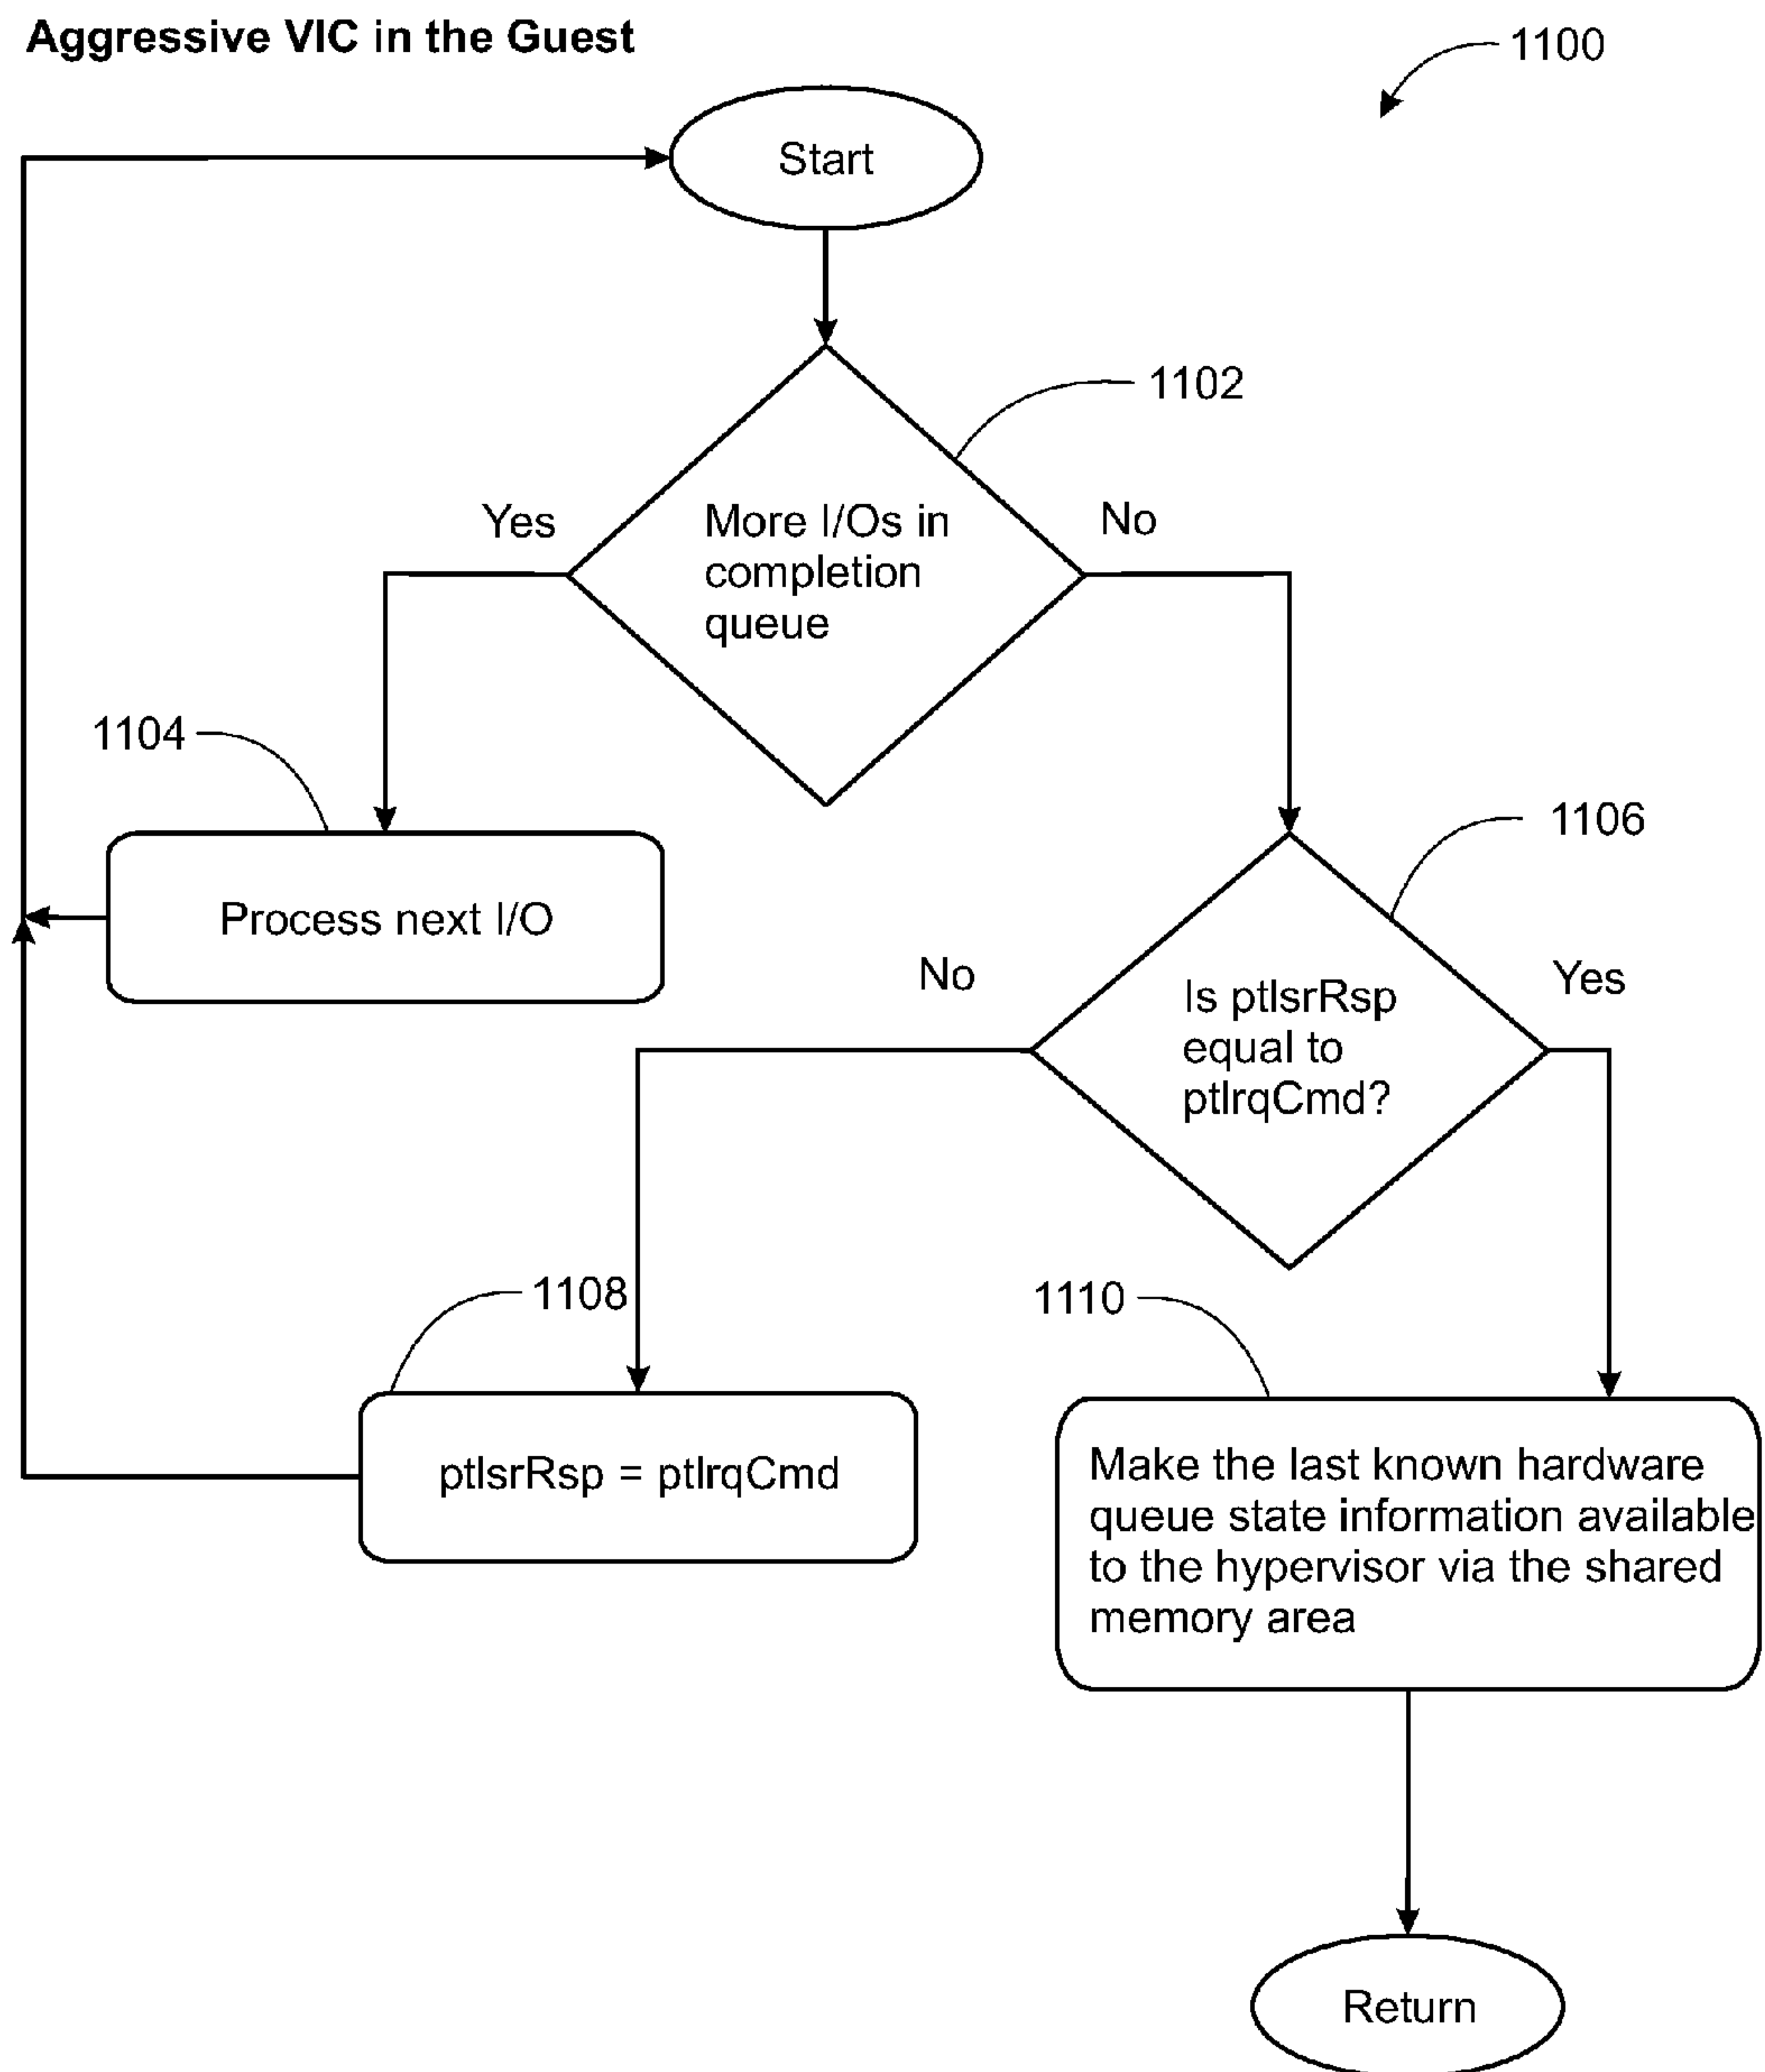 Aggressive VIC in the Guest
1100
Start
1102
Yes
More I/Os in
completion
queue
No
1104
1106
Process next I/O
No
Is ptIsrRsp
equal to
ptIrqCmd?
Yes
1108
1110
ptIsrRsp = ptIrqCmd
Make the last known hardware
queue state information available
to the hypervisor via the shared
memory area
Return